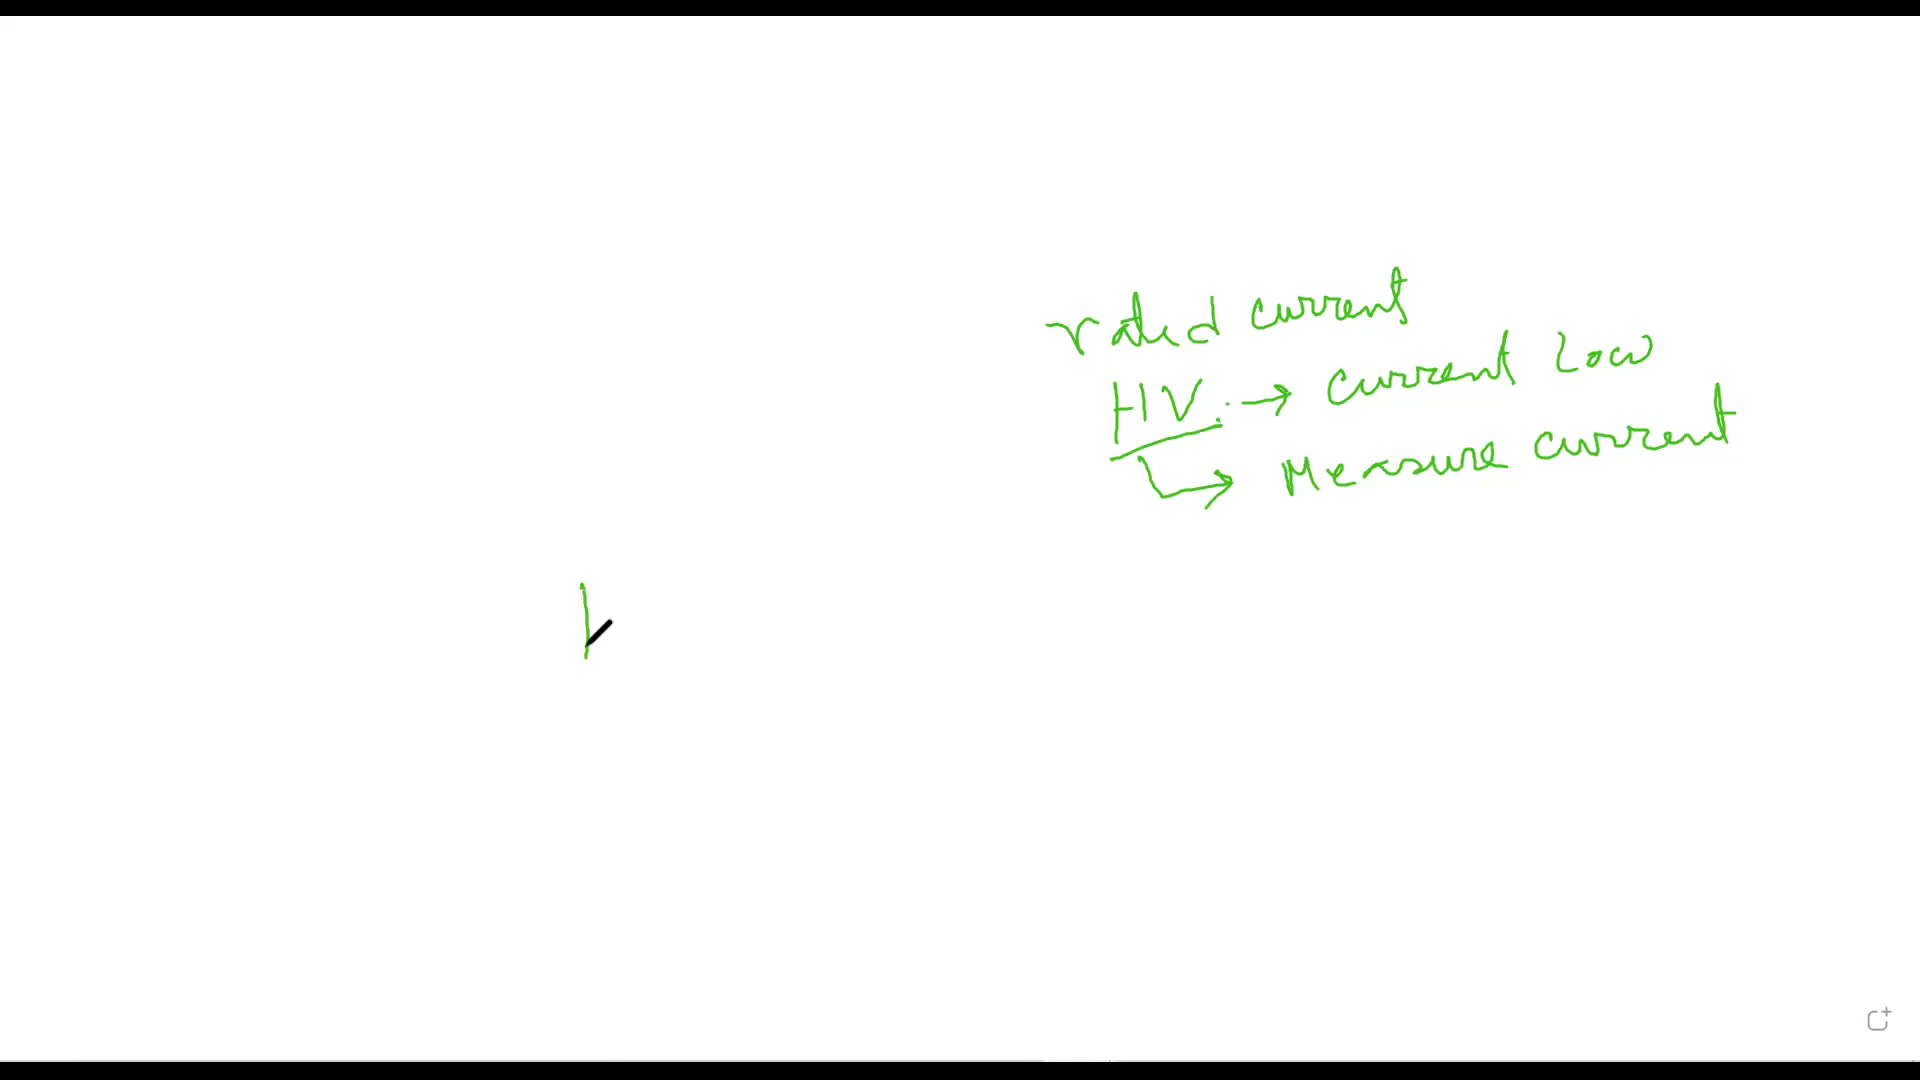 rated current
HV. → Current Low
↳ Measure current